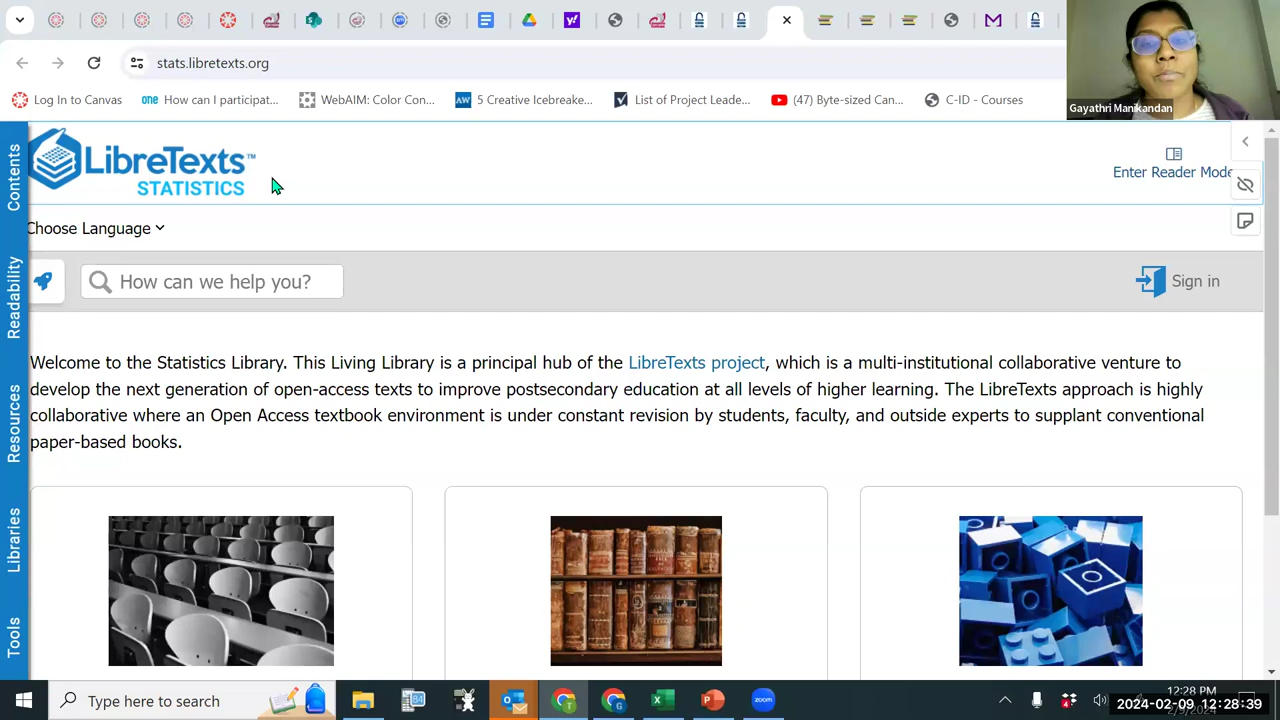 stats.libretexts.org
Log In to Canvas
How can I participat...
WebAIM: Color Con...
5 Creative Icebreake...
List of Project Leade...
(47) Byte-sized Can...
C-ID - Courses
Gayathri Manikandan
LibreTexts™
STATISTICS
Enter Reader Mode
Choose Language
How can we help you?
Sign in
Contents
Readability
Resources
Libraries
Tools
Welcome to the Statistics Library. This Living Library is a principal hub of the LibreTexts project, which is a multi-institutional collaborative venture to
develop the next generation of open-access texts to improve postsecondary education at all levels of higher learning. The LibreTexts approach is highly
collaborative where an Open Access textbook environment is under constant revision by students, faculty, and outside experts to supplant conventional
paper-based books.
Type here to search
12:28 PM
2024-02-09 12:28:39